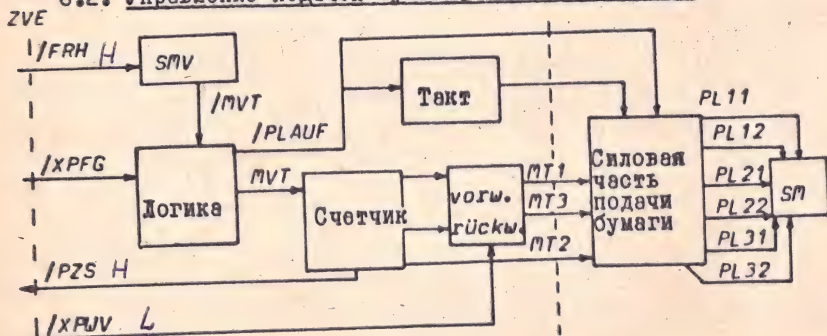 ZVE
/FRH H
SMV
/MVT
/PLAUF
Такт
PL11
PL12
/XPFG
Логика
MVT
Счетчик
vorw.
rückw.
MT1
MT3
MT2
Силовая
часть
подачи
бумаги
PL21
PL22
PL31
PL32
SM
/PZS H
/XPWV L